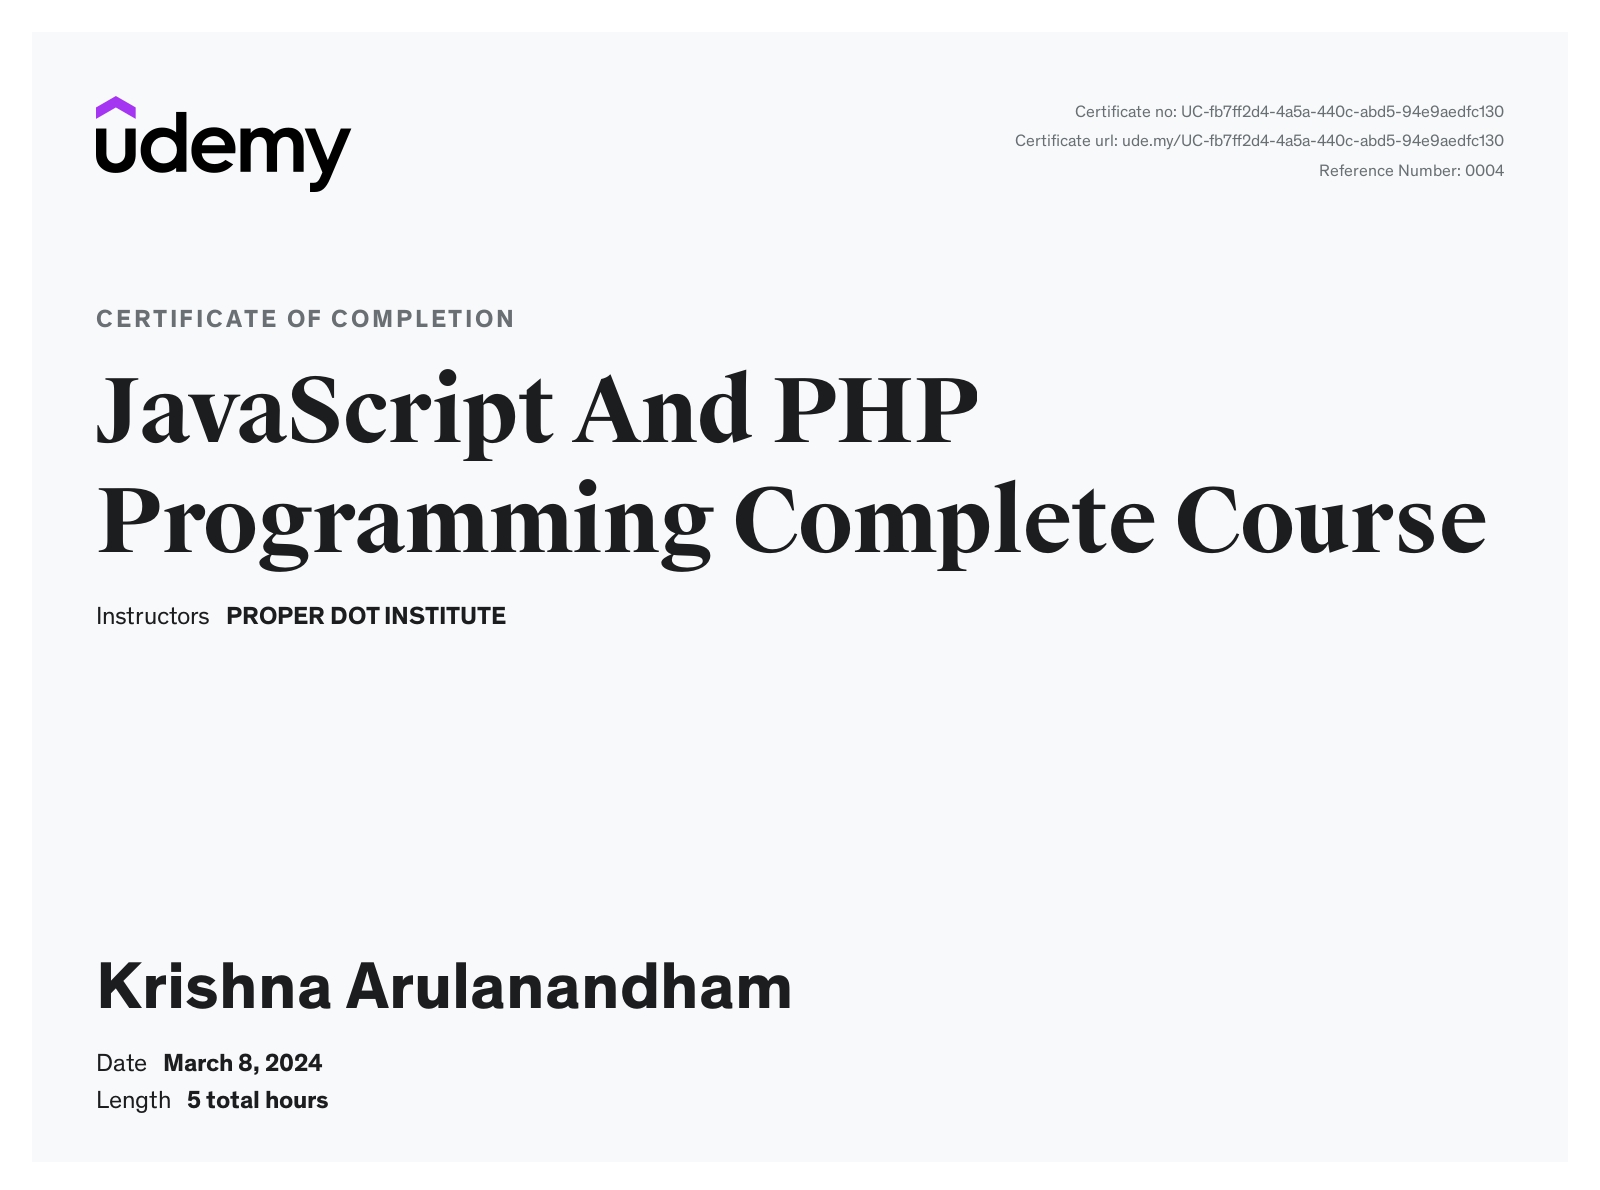 udemy
Certificate no: UC-fb7ff2d4-4a5a-440c-abd5-94e9aedfc130
Certificate url: ude.my/UC-fb7ff2d4-4a5a-440c-abd5-94e9aedfc130
Reference Number: 0004
CERTIFICATE OF COMPLETION
JavaScript And PHP
Programming Complete Course
Instructors PROPER DOT INSTITUTE
Krishna Arulanandham
Date March 8, 2024
Length 5 total hours